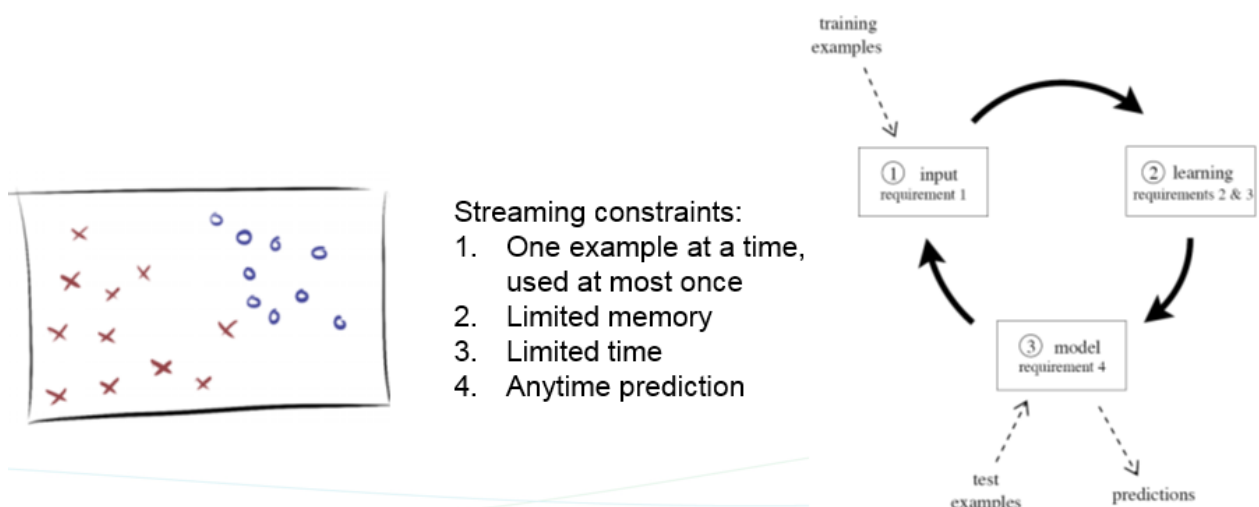 Streaming constraints:
1. One example at a time,
used at most once
2. Limited memory
3. Limited time
4. Anytime prediction
training
examples
1 input
requirement 1
2 learning
requirements 2 & 3
3 model
requirement 4
test
examples
predictions